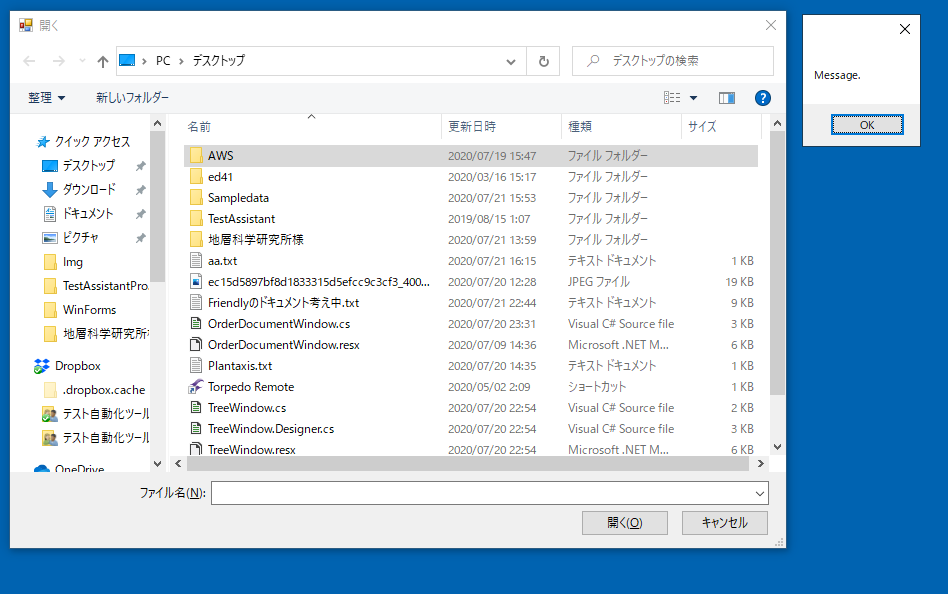 開く
PC
デスクトップ
デスクトップの検索
整理
新しいフォルダー
クイック アクセス
デスクトップ
ダウンロード
ドキュメント
ピクチャ
Img
TestAssistantPro
WinForms
地層科学研究所様
Dropbox
.dropbox.cache
テスト自動化ツール
テスト自動化ツール
OneDrive
名前 更新日時 種類 サイズ
AWS 2020/07/19 15:47 ファイル フォルダー
ed41 2020/03/16 15:17 ファイル フォルダー
Sampledata 2020/07/21 15:53 ファイル フォルダー
TestAssistant 2019/08/15 1:07 ファイル フォルダー
地層科学研究所様 2020/07/21 13:59 ファイル フォルダー
aa.txt 2020/07/21 16:15 テキスト ドキュメント 1 KB
ec15d5897bf8d1833315d5efcc9c3cf3_400... 2020/07/20 12:28 JPEG ファイル 19 KB
Friendlyのドキュメント考え中.txt 2020/07/21 22:44 テキスト ドキュメント 9 KB
OrderDocumentWindow.cs 2020/07/20 23:31 Visual C# Source file 3 KB
OrderDocumentWindow.resx 2020/07/09 14:36 Microsoft .NET M... 6 KB
Plantaxis.txt 2020/07/20 14:35 テキスト ドキュメント 1 KB
Torpedo Remote 2020/05/02 2:09 ショートカット 1 KB
TreeWindow.cs 2020/07/20 22:54 Visual C# Source file 2 KB
TreeWindow.Designer.cs 2020/07/20 22:54 Visual C# Source file 3 KB
TreeWindow.resx 2020/07/20 22:54 Microsoft .NET M... 6 KB
ファイル名(N):
開く(O)
キャンセル
Message.
OK